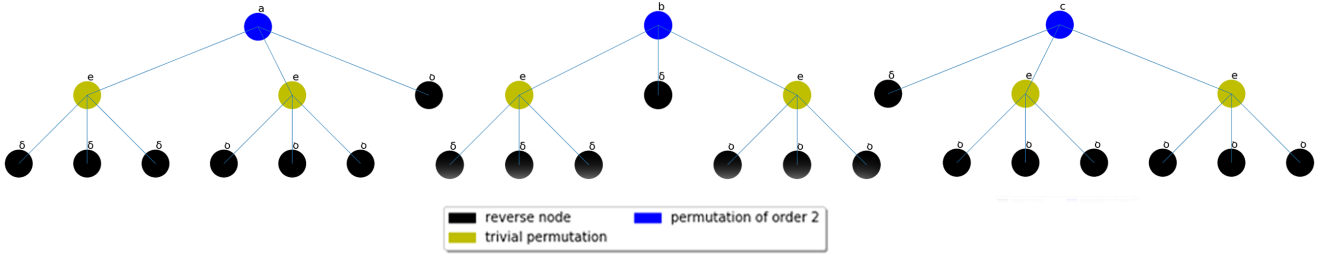 a b c
e e o e δ e δ e e
δ δ δ o o o δ δ δ o o o o o o o o o
reverse node permutation of order 2
trivial permutation